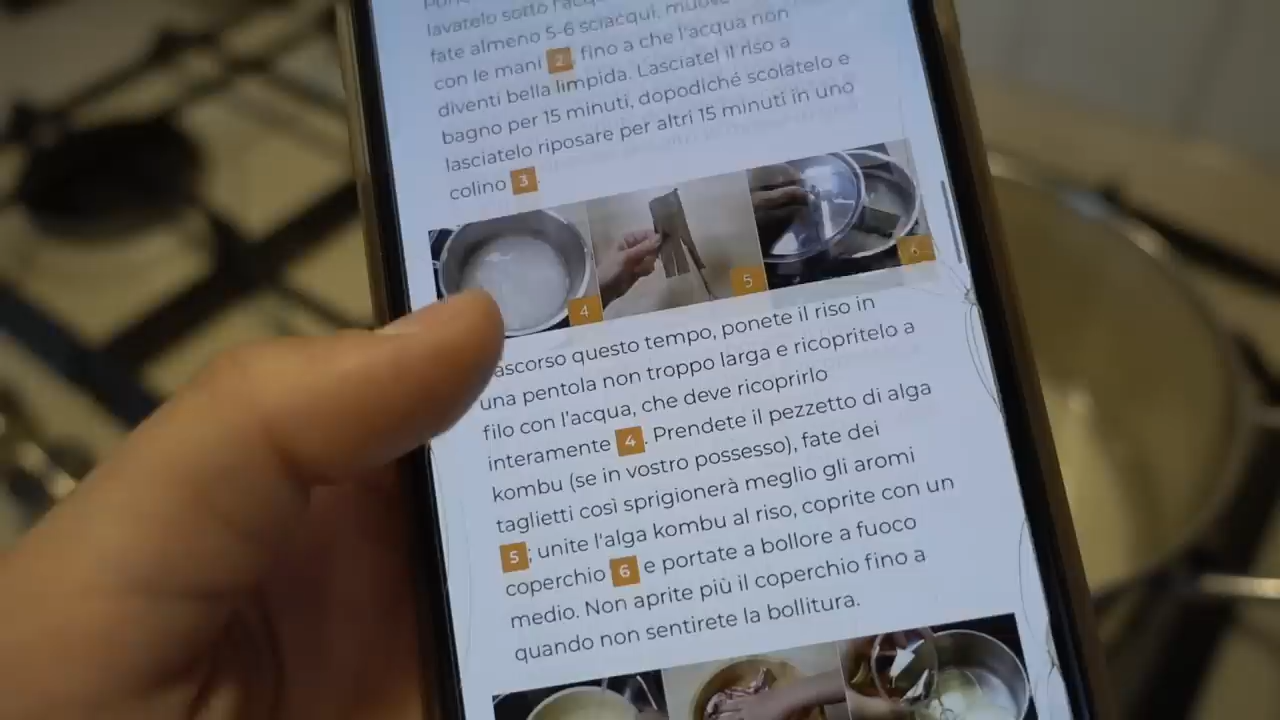 lavatelo sotto l'acqu
fate almeno 5-6 sciacqui, muove
con le mani 2 fino a che l'acqua non
diventi bella limpida. Lasciatel il riso a
bagno per 15 minuti, dopodiché scolatelo e
lasciatelo riposare per altri 15 minuti in uno
colino 3.
4
5
6
ascorso questo tempo, ponete il riso in
una pentola non troppo larga e ricopritelo a
filo con l'acqua, che deve ricoprirlo
interamente 4. Prendete il pezzetto di alga
kombu (se in vostro possesso), fate dei
taglietti così sprigionerà meglio gli aromi
5; unite l'alga kombu al riso, coprite con un
coperchio 6 e portate a bollore a fuoco
medio. Non aprite più il coperchio fino a
quando non sentirete la bollitura.